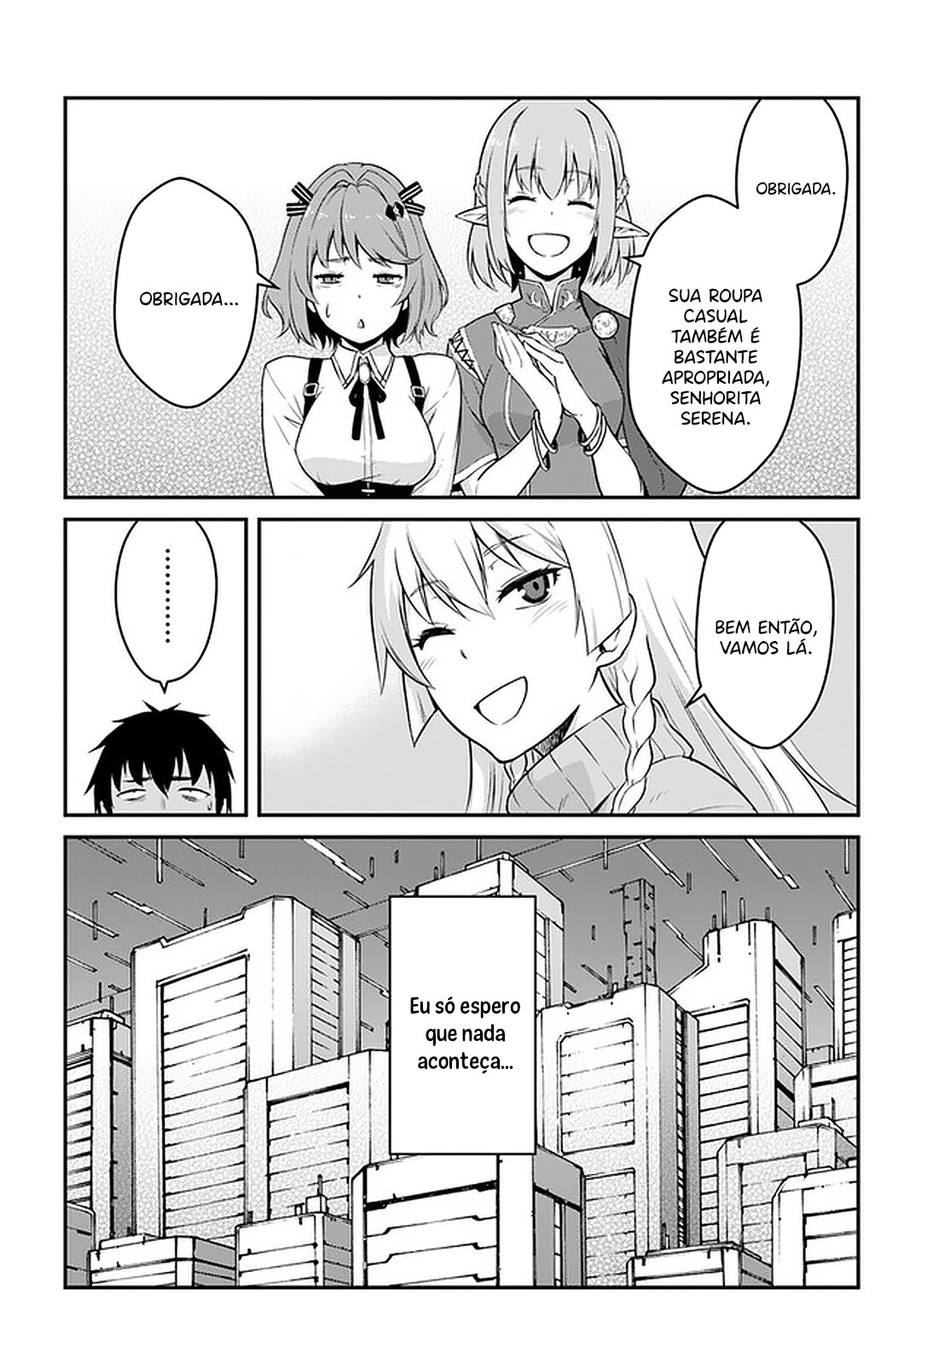 OBRIGADA.
SUA ROUPA
CASUAL
TAMBÉM É
BASTANTE
APROPRIADA,
SENHORITA
SERENA.
OBRIGADA...
BEM ENTÃO,
VAMOS LÁ.
..........
Eu só espero
que nada
aconteça...